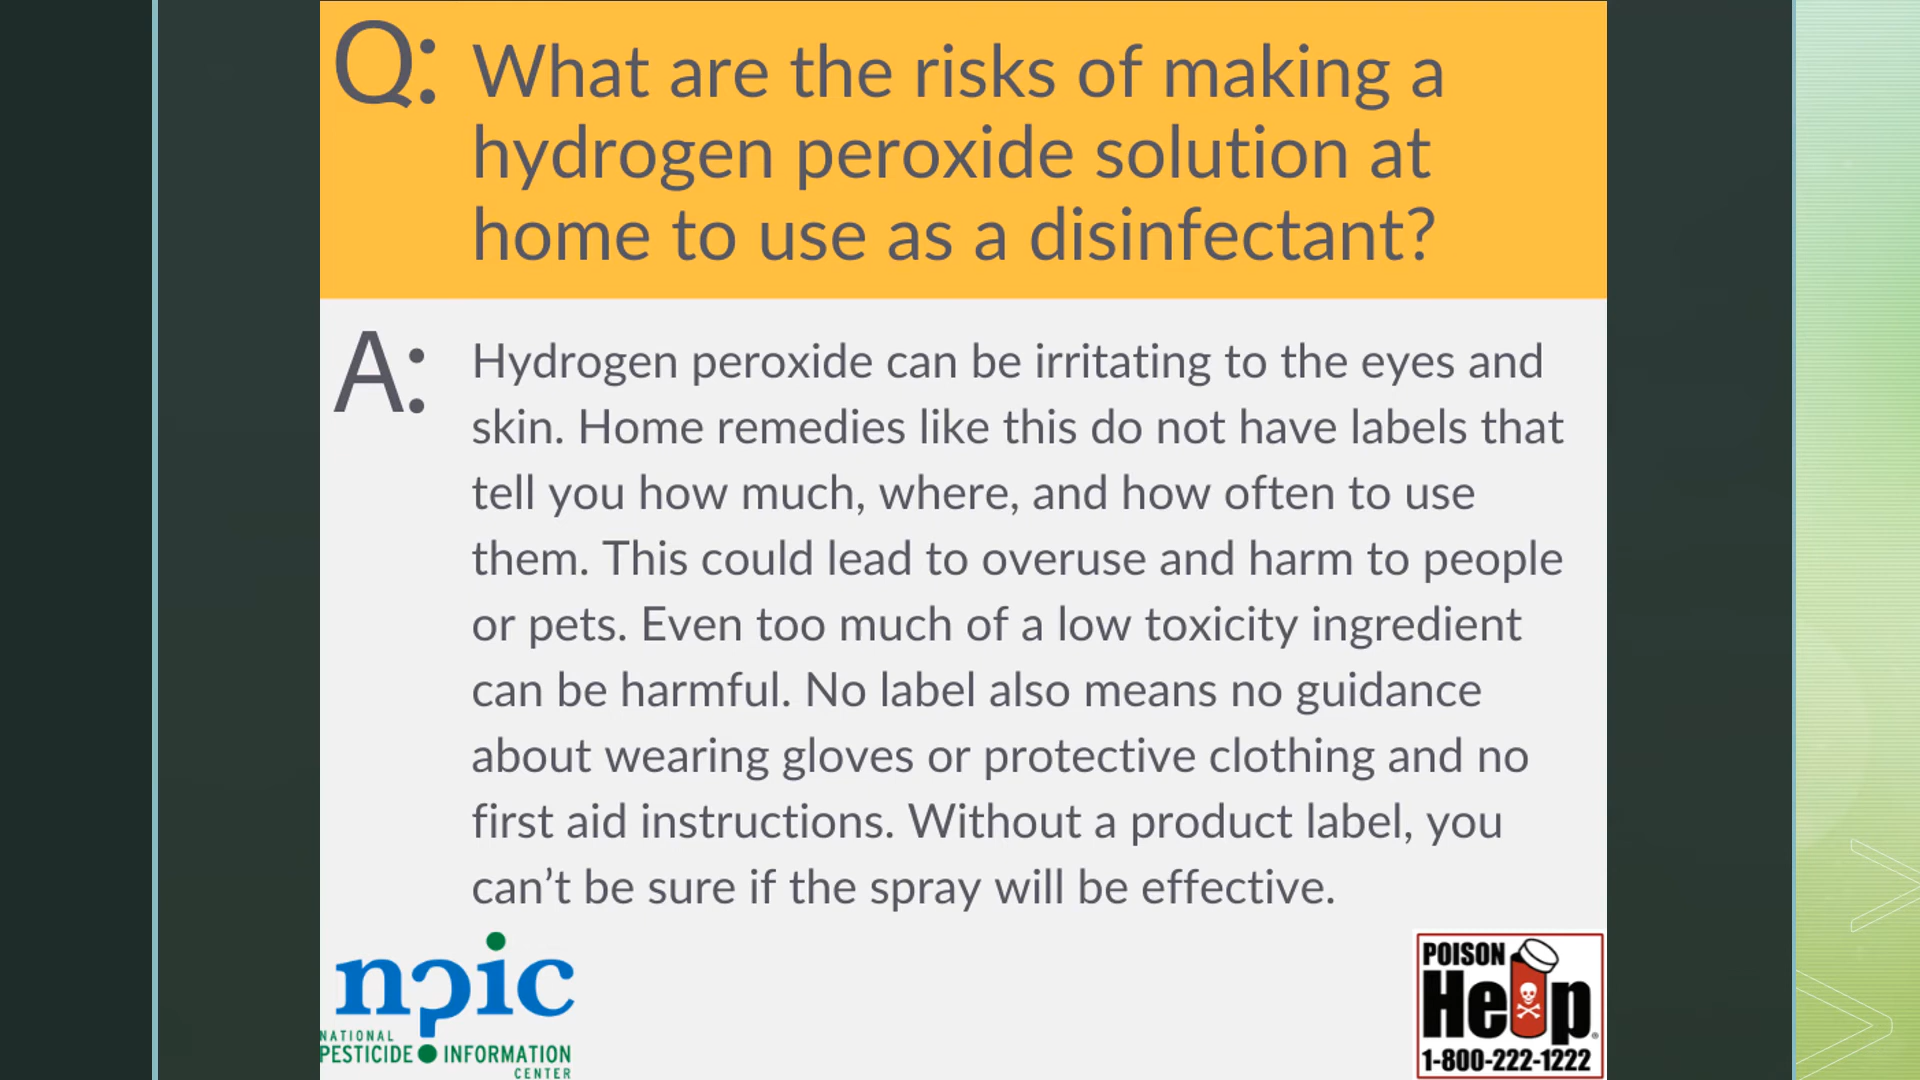 Q: What are the risks of making a
hydrogen peroxide solution at
home to use as a disinfectant?
A: Hydrogen peroxide can be irritating to the eyes and
skin. Home remedies like this do not have labels that
tell you how much, where, and how often to use
them. This could lead to overuse and harm to people
or pets. Even too much of a low toxicity ingredient
can be harmful. No label also means no guidance
about wearing gloves or protective clothing and no
first aid instructions. Without a product label, you
can’t be sure if the spray will be effective.
npic
NATIONAL
PESTICIDE INFORMATION
CENTER
POISON
Help
1-800-222-1222